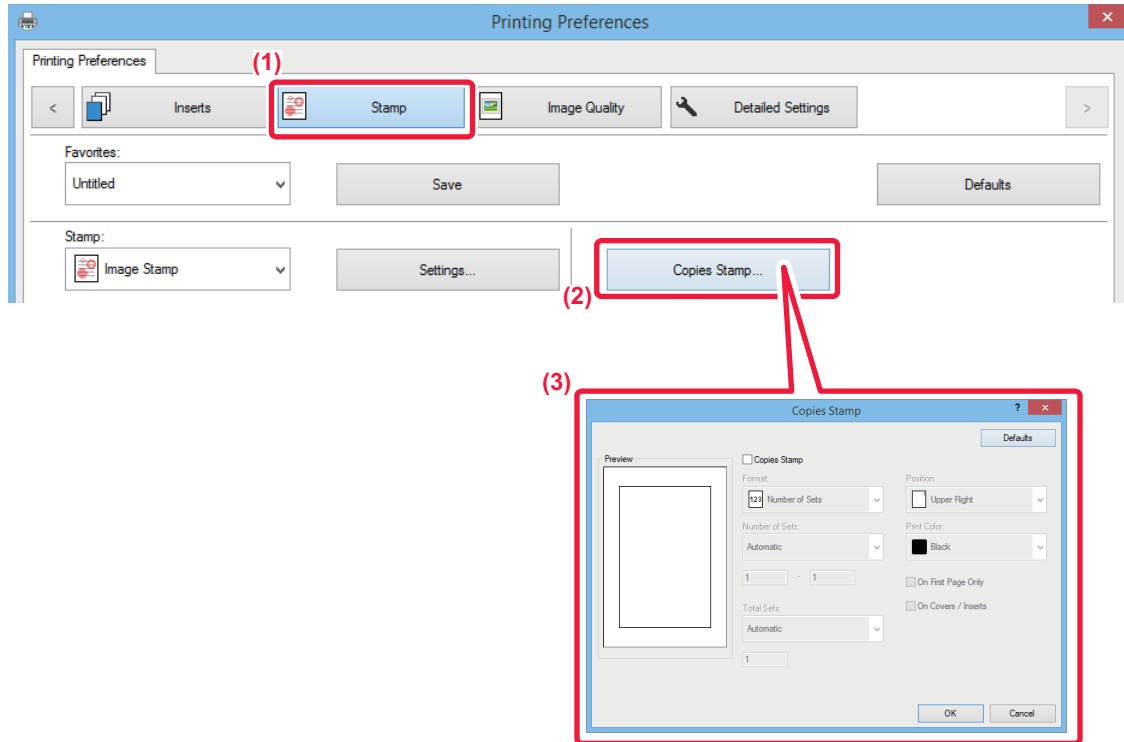 Printing Preferences
Printing Preferences
(1)
< Inserts Stamp Image Quality Detailed Settings >
Favorites:
Untitled Save Defaults
Stamp:
Image Stamp Settings... Copies Stamp...
(2)
(3)
Copies Stamp ?
Defaults
Preview
Copies Stamp
Format: Position:
123 Number of Sets Upper Right
Number of Sets: Print Color:
Automatic Black
1 - 1 On First Page Only
Total Sets: On Covers / Inserts
Automatic
1
OK Cancel